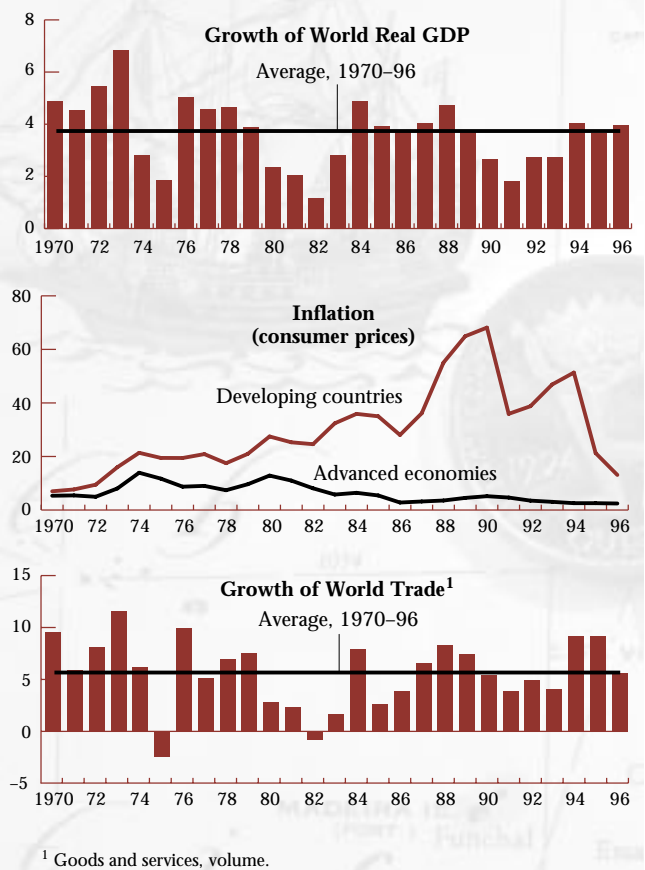 Growth of World Real GDP
Average, 1970–96
8
6
4
2
0
1970 72 74 76 78 80 82 84 86 88 90 92 94 96
Inflation
(consumer prices)
Developing countries
Advanced economies
80
60
40
20
0
1970 72 74 76 78 80 82 84 86 88 90 92 94 96
Growth of World Trade¹
Average, 1970–96
15
10
5
0
–5
1970 72 74 76 78 80 82 84 86 88 90 92 94 96
MADEIRA
Funchal
¹ Goods and services, volume.